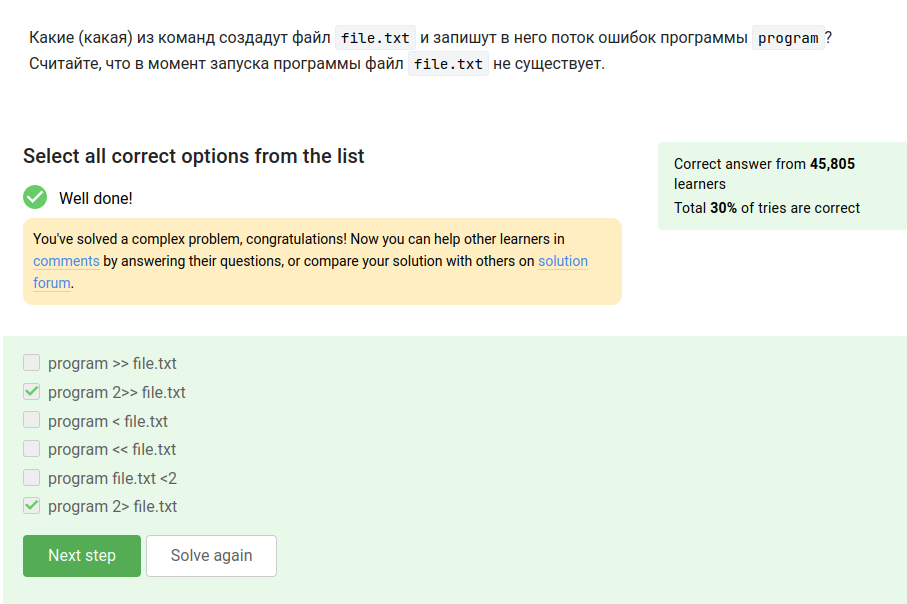 Какие (какая) из команд создадут файл file.txt и запишут в него поток ошибок программы program?
Считайте, что в момент запуска программы файл file.txt не существует.
Select all correct options from the list
Well done!
You've solved a complex problem, congratulations! Now you can help other learners in
comments by answering their questions, or compare your solution with others on solution
forum.
Correct answer from 45,805
learners
Total 30% of tries are correct
program >> file.txt
program 2>> file.txt
program < file.txt
program << file.txt
program file.txt <2
program 2> file.txt
Next step
Solve again